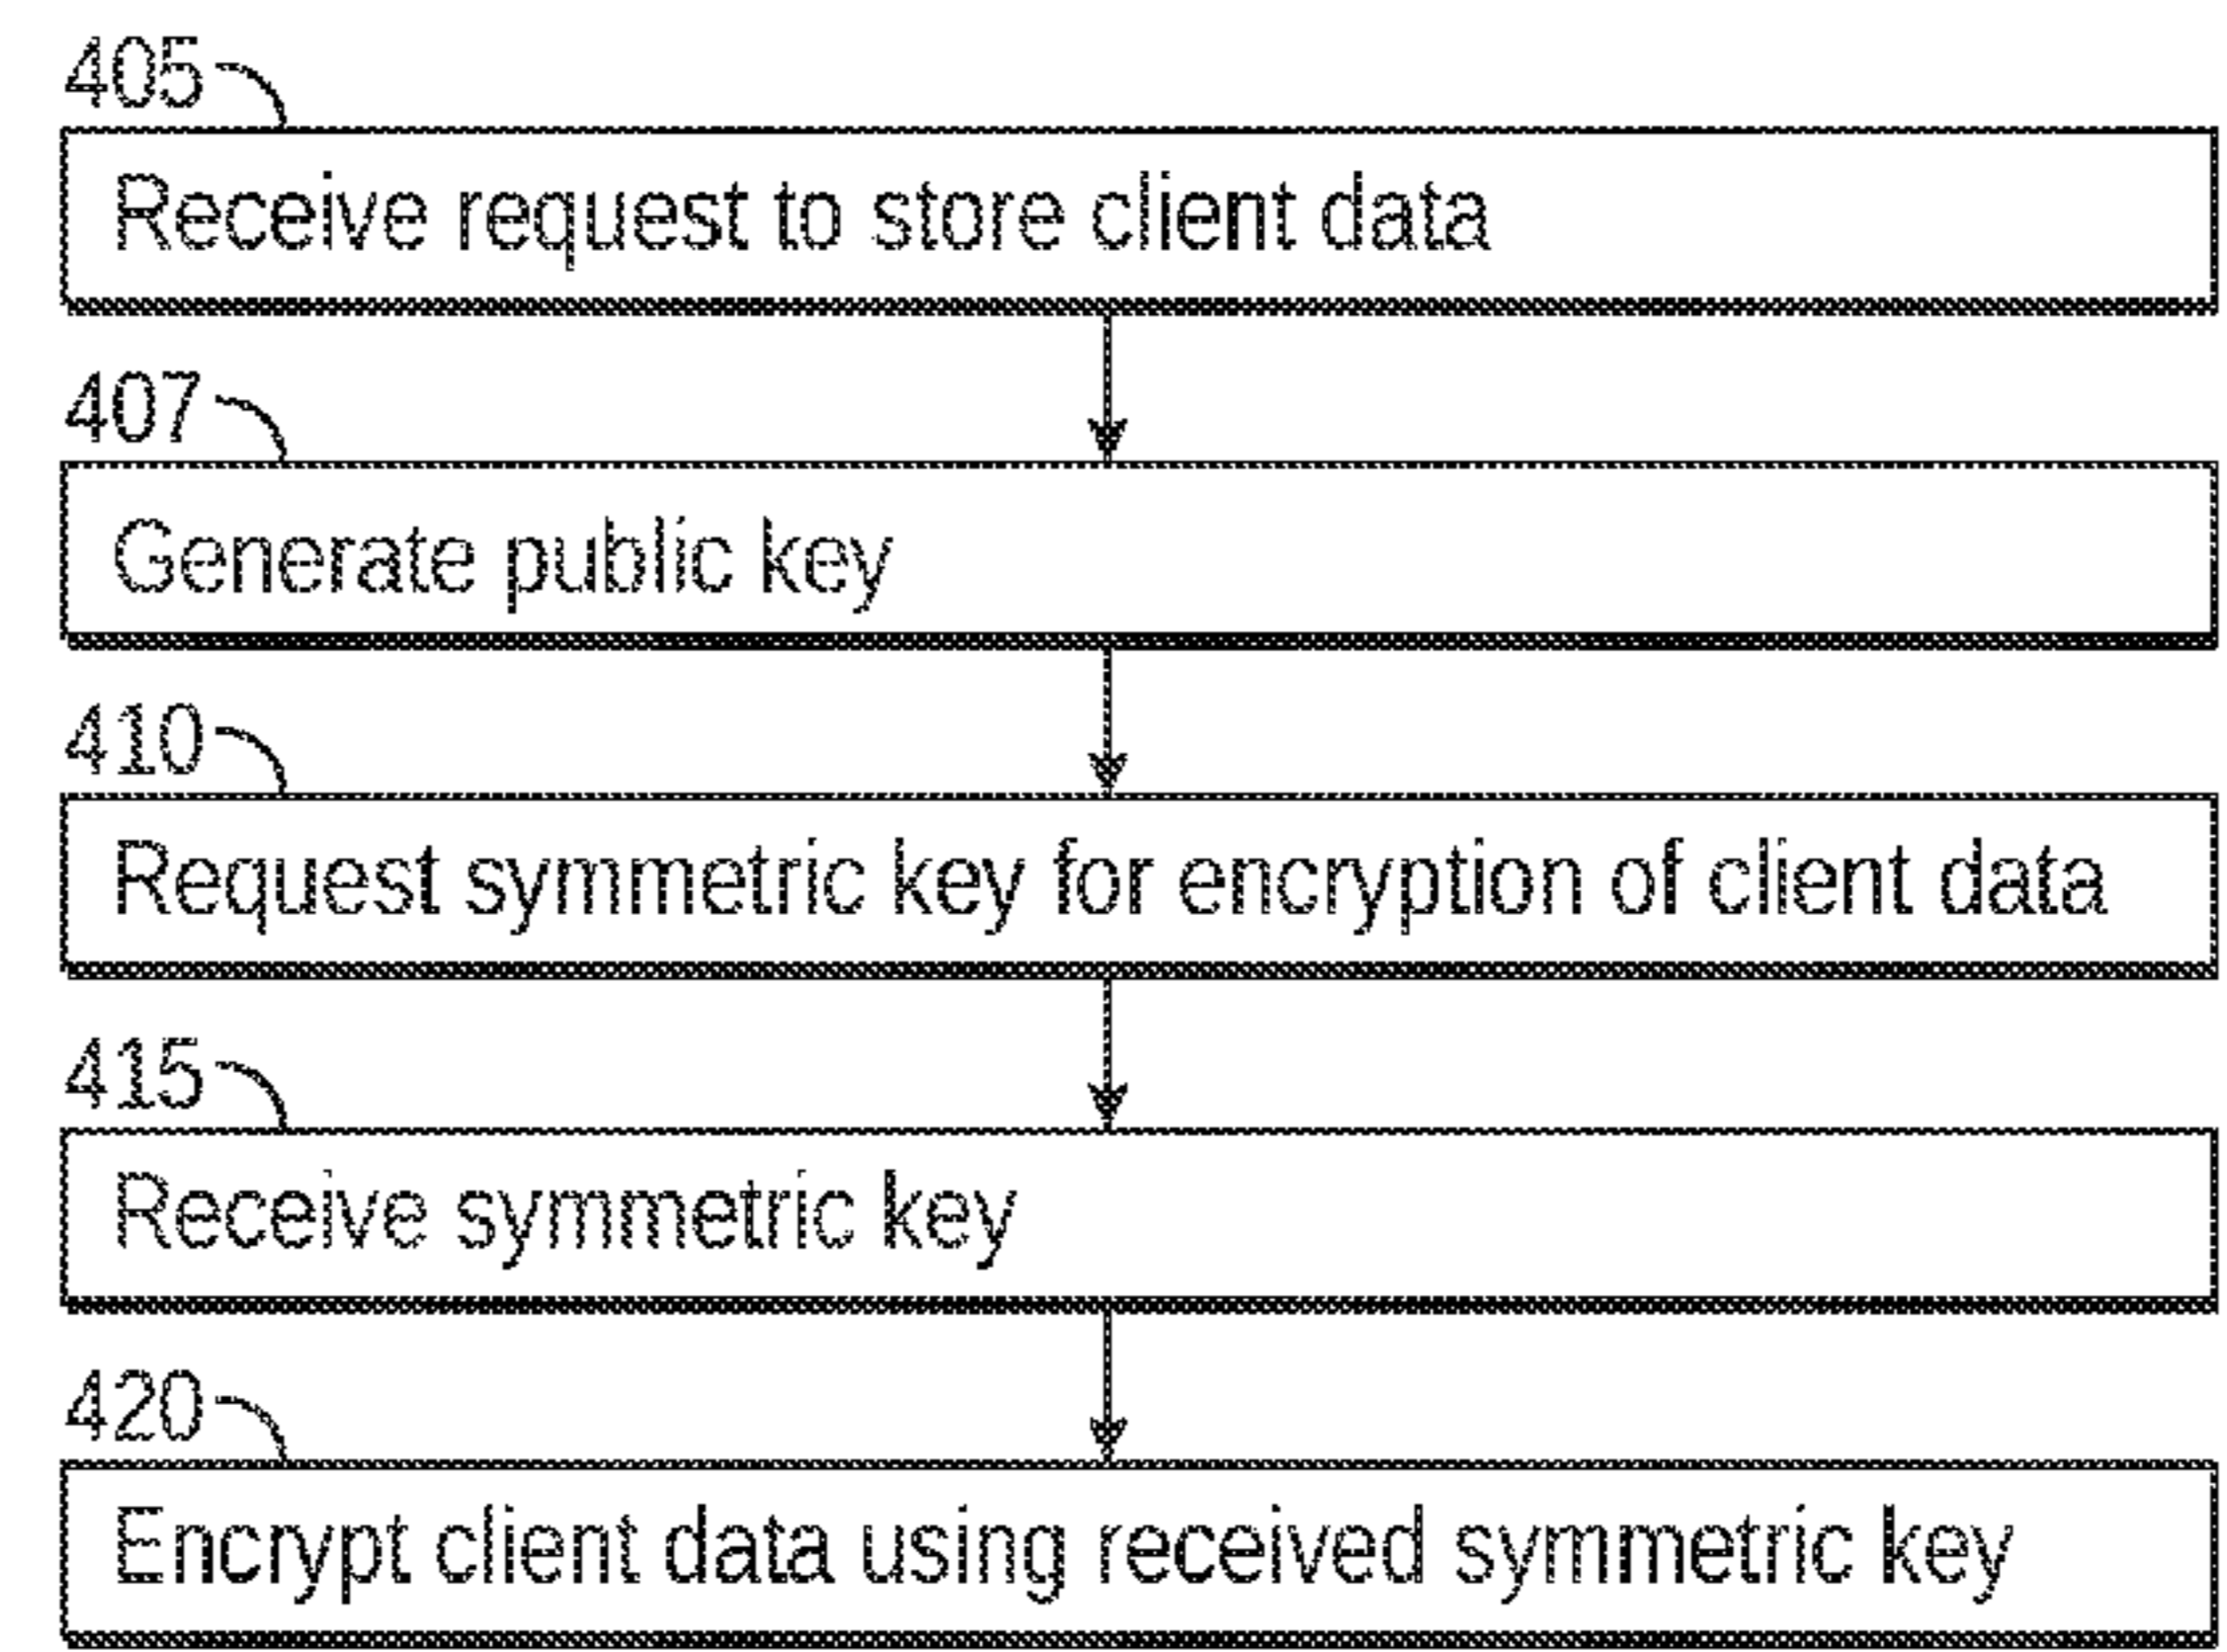 405
Receive request to store client data
407
Generate public key
410
Request symmetric key for encryption of client data
415
Receive symmetric key
420
Encrypt client data using received symmetric key